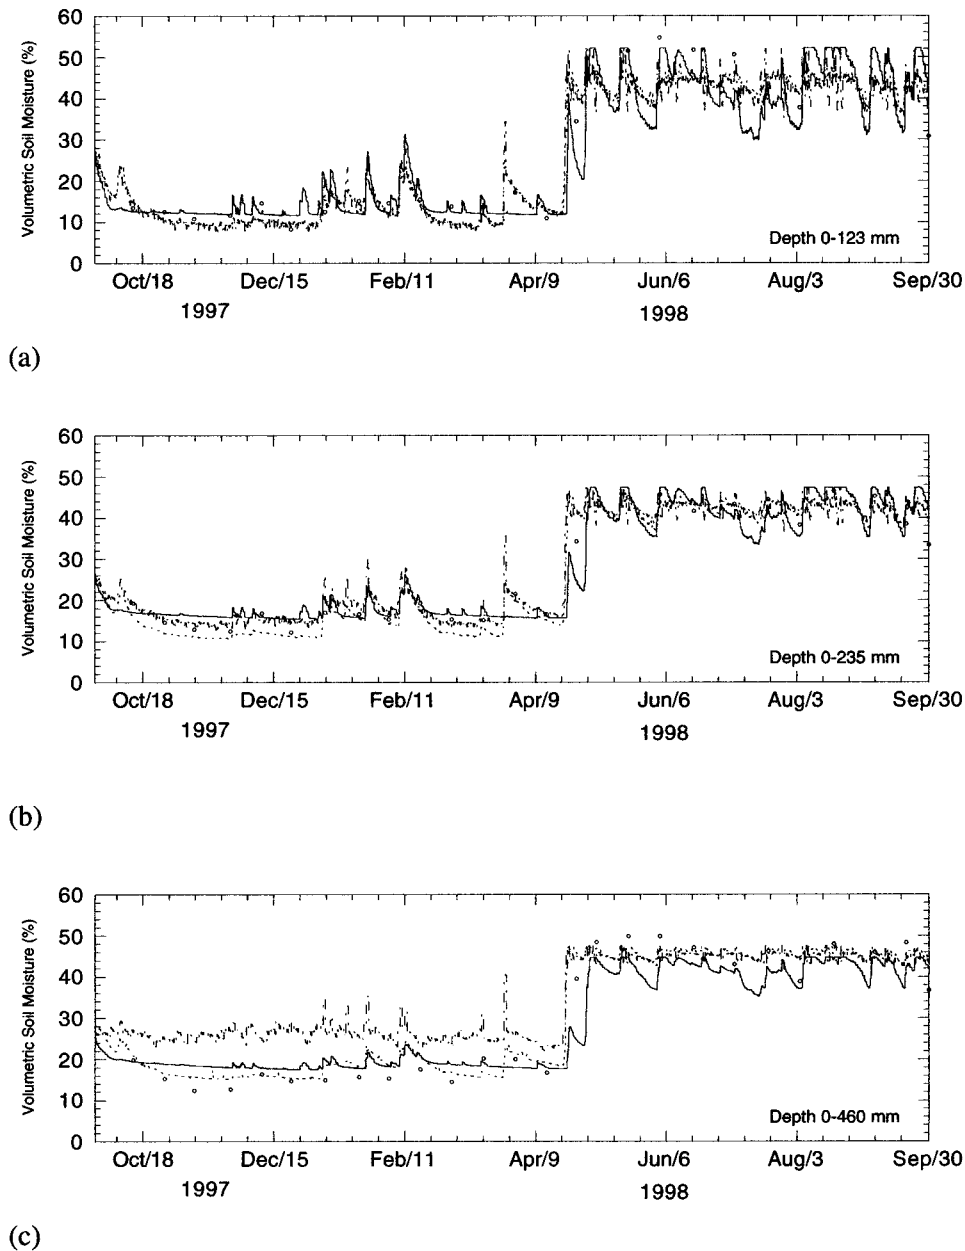 60
50
40
30
20
10
0
Volumetric Soil Moisture (%)
Depth 0-123 mm
Oct/18 Dec/15 Feb/11 Apr/9 Jun/6 Aug/3 Sep/30
1997 1998
(a)
60
50
40
30
20
10
0
Volumetric Soil Moisture (%)
Depth 0-235 mm
Oct/18 Dec/15 Feb/11 Apr/9 Jun/6 Aug/3 Sep/30
1997 1998
(b)
60
50
40
30
20
10
0
Volumetric Soil Moisture (%)
Depth 0-460 mm
Oct/18 Dec/15 Feb/11 Apr/9 Jun/6 Aug/3 Sep/30
1997 1998
(c)